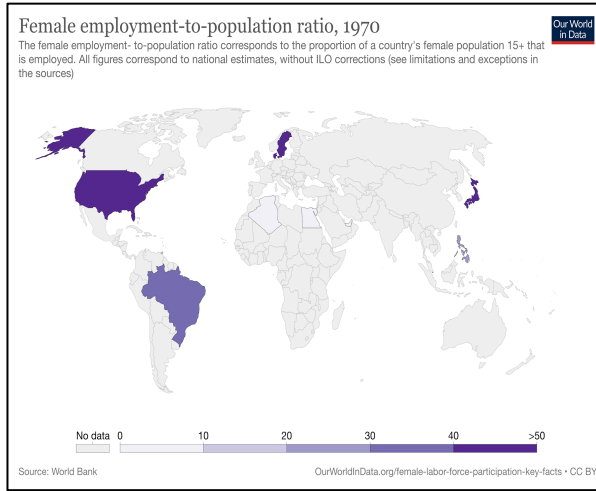 Female employment-to-population ratio, 1970
Our World
in Data
The female employment- to-population ratio corresponds to the proportion of a country's female population 15+ that
is employed. All figures correspond to national estimates, without ILO corrections (see limitations and exceptions in
the sources)
No data 0 10 20 30 40 >50
Source: World Bank
OurWorldInData.org/female-labor-force-participation-key-facts • CC BY